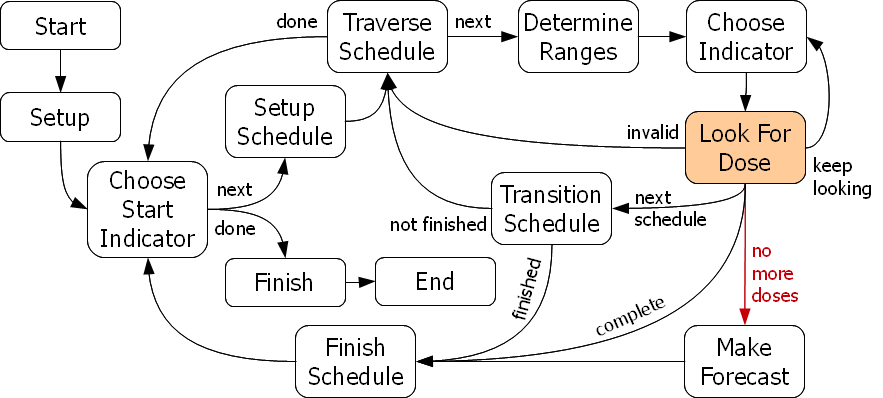 Start
Setup
Choose
Start
Indicator
done
Traverse
Schedule
next
Determine
Ranges
Choose
Indicator
Setup
Schedule
next
done
Finish
End
invalid
Look For
Dose
keep
looking
Transition
Schedule
next
schedule
not finished
finished
complete
no
more
doses
Finish
Schedule
Make
Forecast